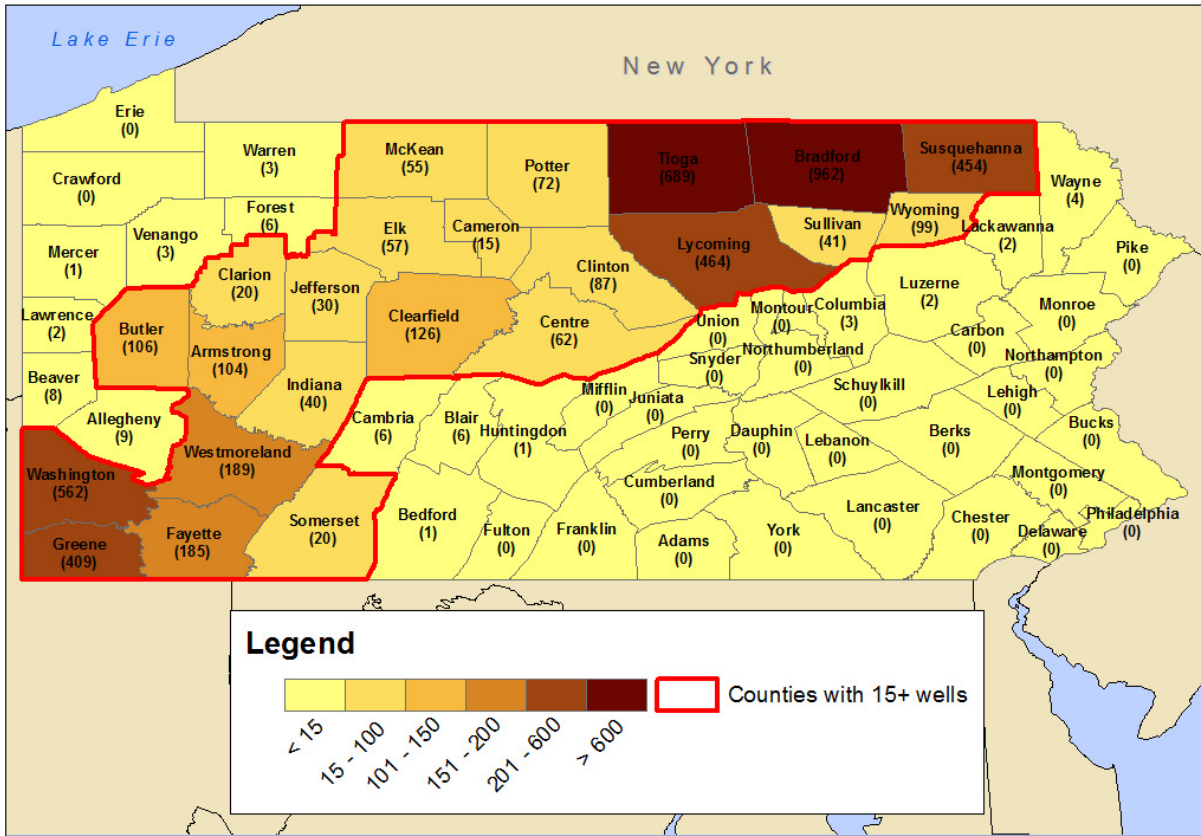 Lake Erie
New York
Erie
(0)
Warren
(3)
McKean
(55)
Potter
(72)
Tioga
(689)
Bradford
(962)
Susquehanna
(454)
Crawford
(0)
Wayne
(4)
Forest
(6)
Wyoming
(99)
Venango
(3)
Elk
(57)
Cameron
(15)
Sullivan
(41)
Lackawanna
(2)
Mercer
(1)
Lycoming
(464)
Pike
(0)
Clarion
(20)
Clinton
(87)
Jefferson
(30)
Luzerne
(2)
Lawrence
(2)
Butler
(106)
Clearfield
(126)
Centre
(62)
Union
(0)
Montour
(0)
Columbia
(3)
Monroe
(0)
Armstrong
(104)
Carbon
(0)
Northumberland
(0)
Northampton
(0)
Snyder
(0)
Beaver
(8)
Indiana
(40)
Mifflin
(0)
Juniata
(0)
Schuylkill
(0)
Lehigh
(0)
Allegheny
(9)
Cambria
(6)
Blair
(6)
Huntingdon
(1)
Perry
(0)
Dauphin
(0)
Lebanon
(0)
Berks
(0)
Bucks
(0)
Westmoreland
(189)
Washington
(562)
Cumberland
(0)
Montgomery
(0)
Lancaster
(0)
Philadelphia
(0)
Bedford
(1)
Somerset
(20)
Fayette
(185)
Greene
(409)
Fulton
(0)
Franklin
(0)
Adams
(0)
York
(0)
Chester
(0)
Delaware
(0)
Legend
Counties with 15+ wells
< 15
15 - 100
101 - 150
151 - 200
201 - 600
> 600